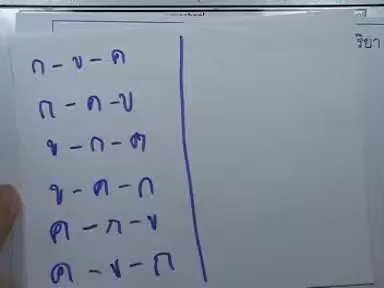 ริยา
ก - ข - ค
ก - ค - ข
ข - ก - ค
ข - ค - ก
ค - ก - ข
ค - ข - ก